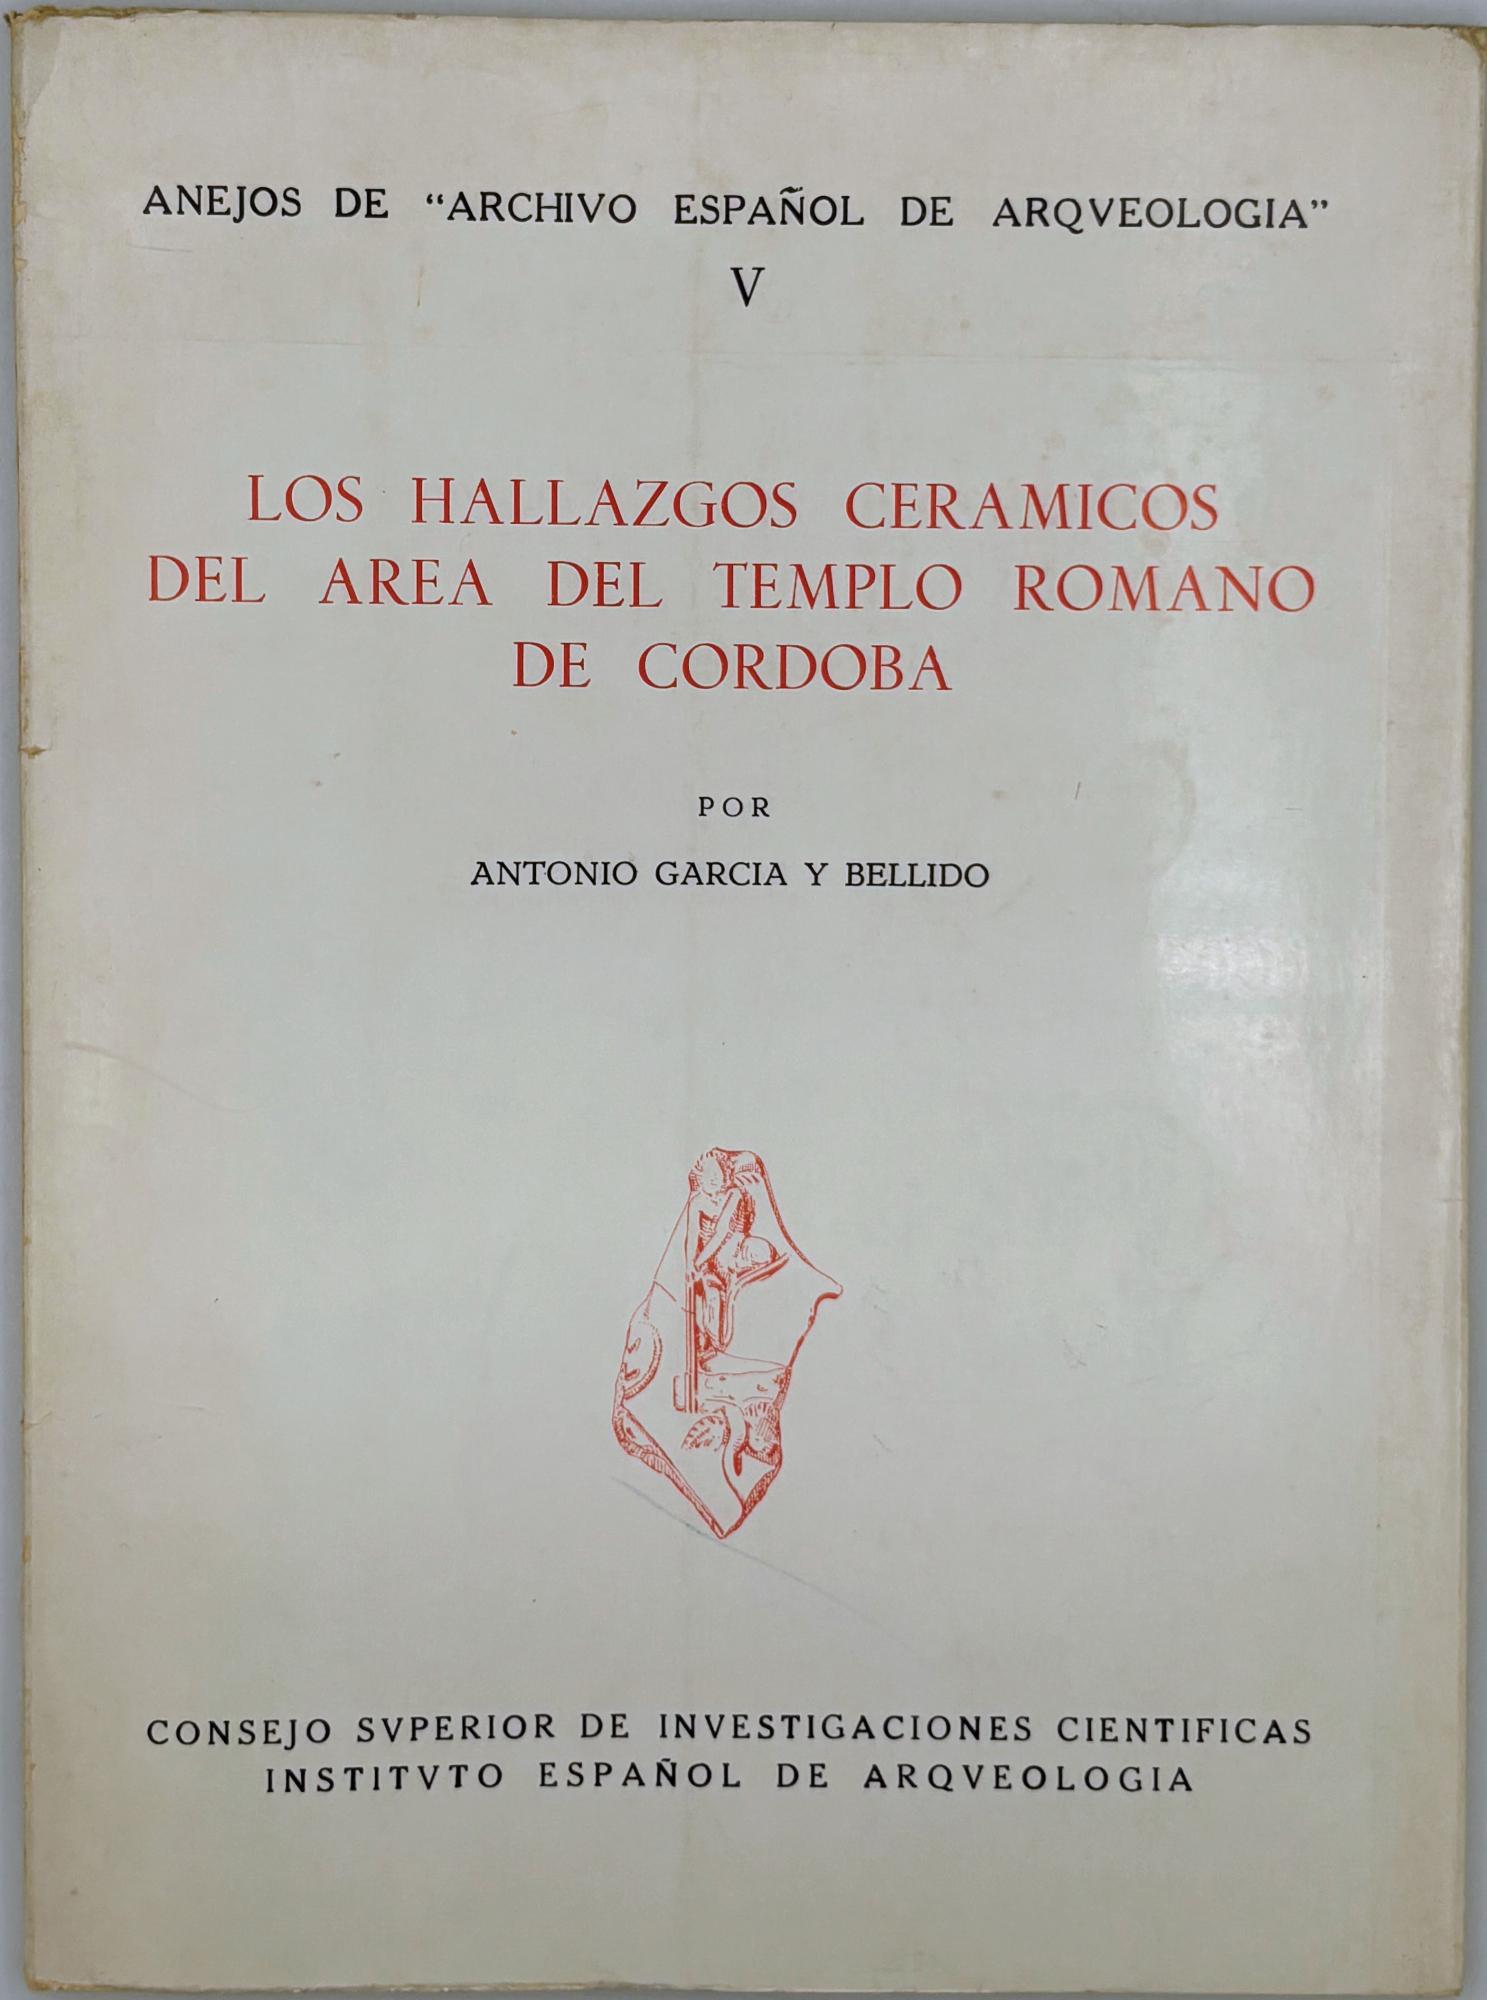 ANEJOS DE “ARCHIVO ESPAÑOL DE ARQVEOLOGIA”
V
LOS HALLAZGOS CERAMICOS
DEL AREA DEL TEMPLO ROMANO
DE CORDOBA
POR
ANTONIO GARCIA Y BELLIDO
CONSEJO SVPERIOR DE INVESTIGACIONES CIENTIFICAS
INSTITVTO ESPAÑOL DE ARQVEOLOGIA